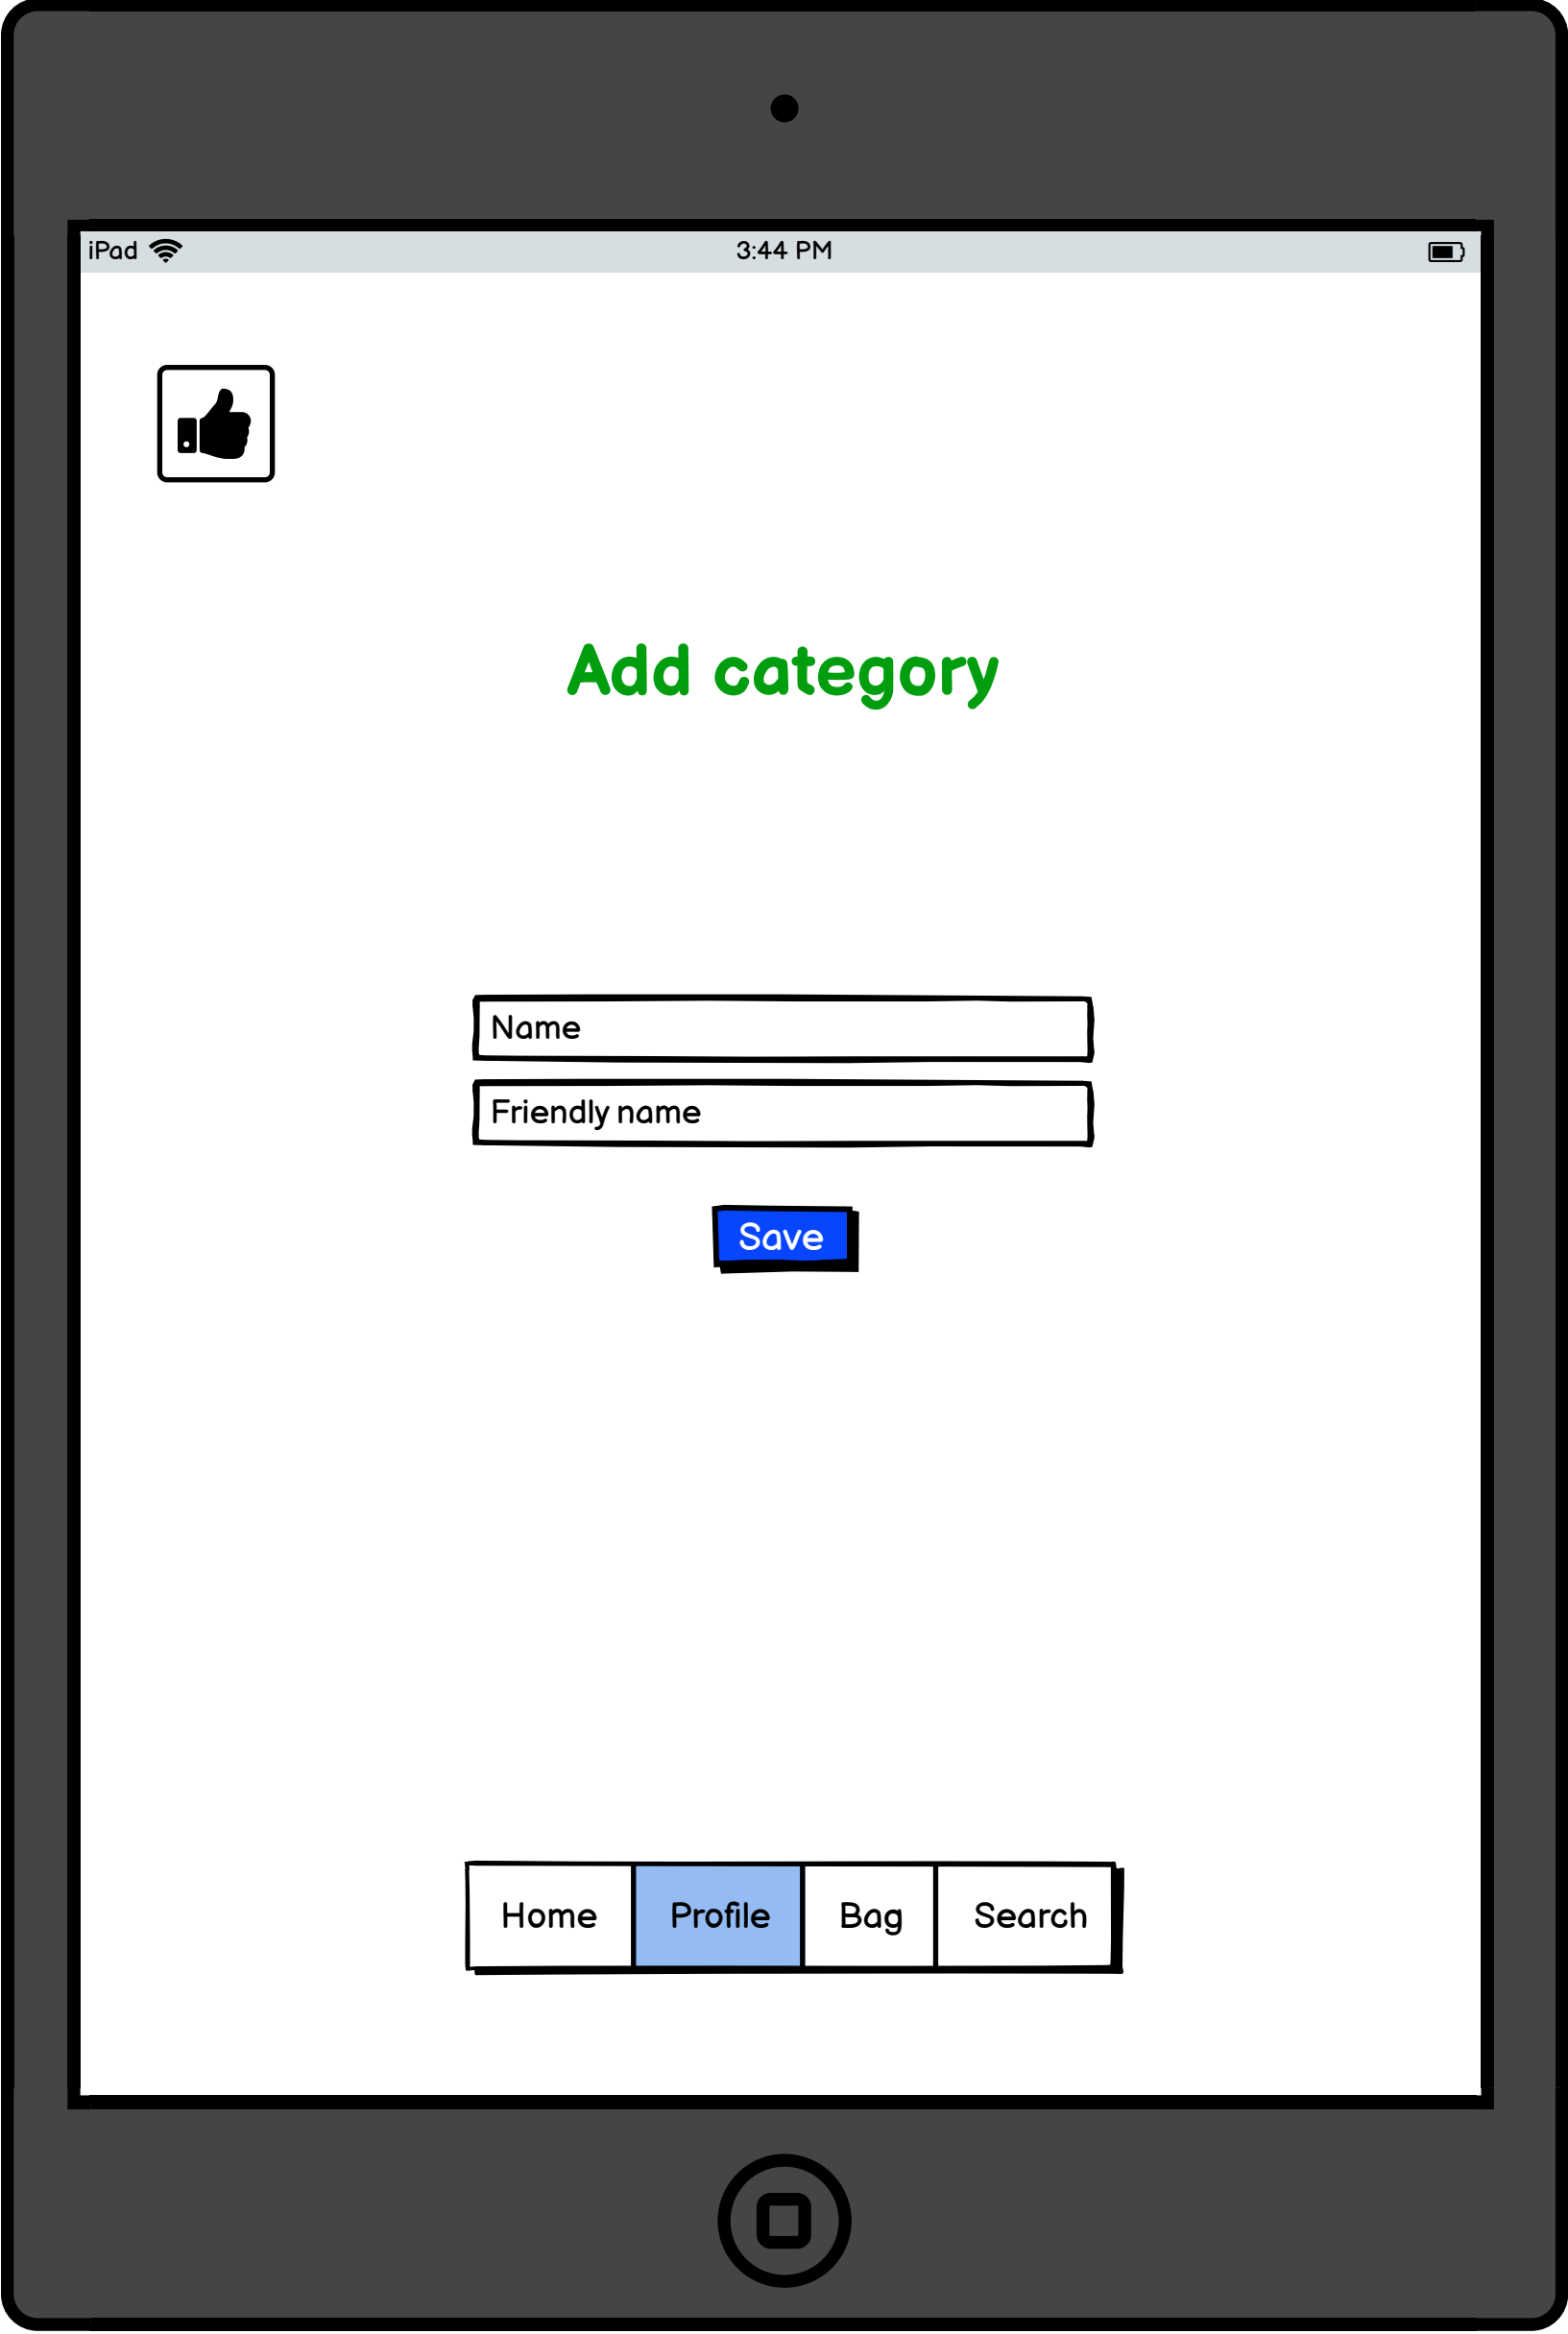 iPad 3:44 PM
Add category
Name
Friendly name
Save
Home Profile Bag Search